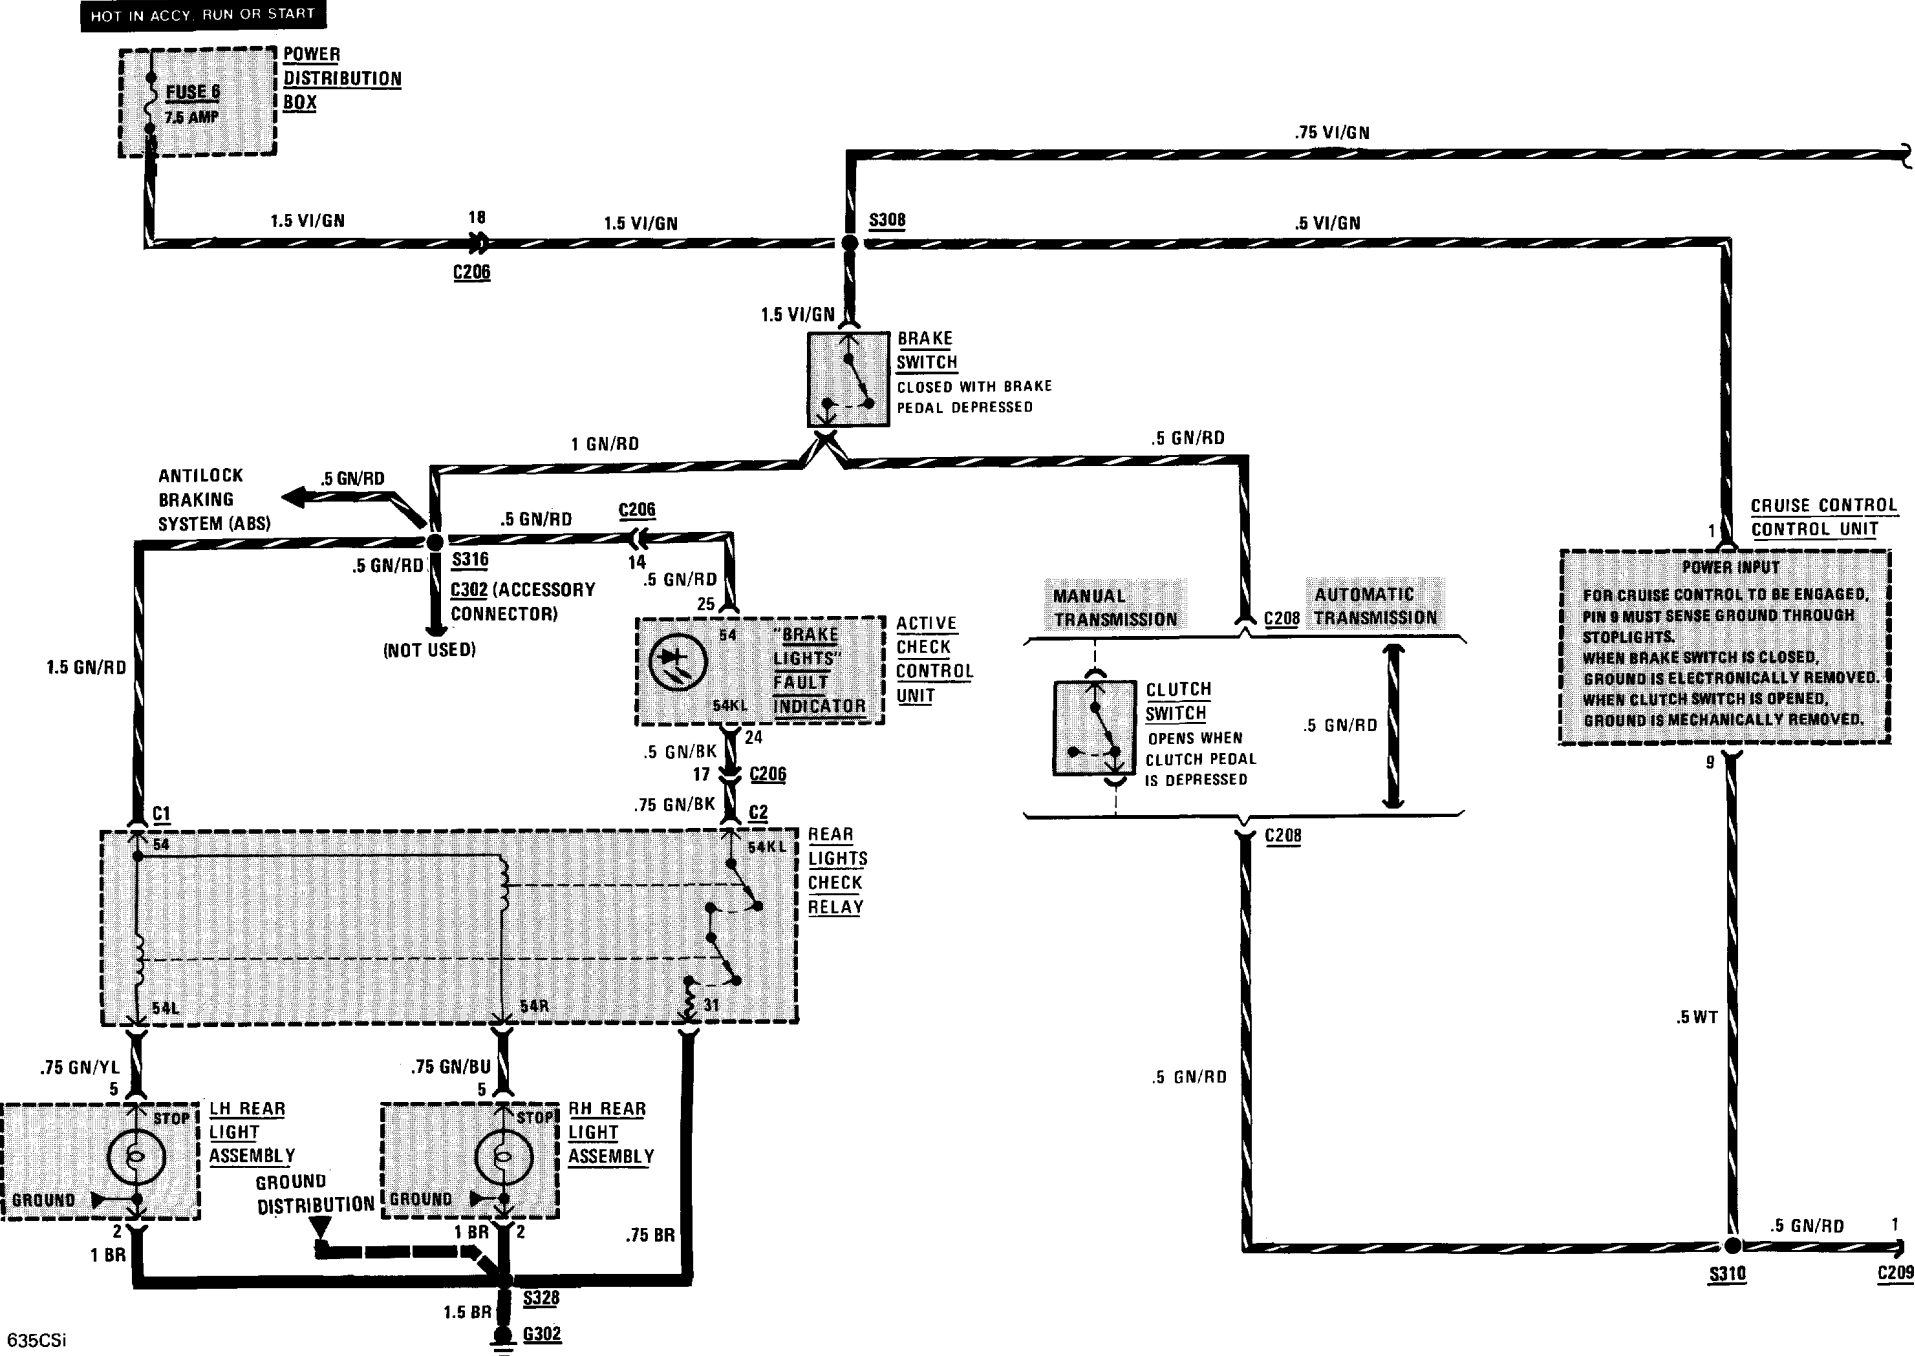 HOT IN ACCY, RUN OR START
POWER
DISTRIBUTION
BOX
FUSE 6
7.5 AMP
.75 VI/GN
1.5 VI/GN
18
C206
1.5 VI/GN
S308
.5 VI/GN
1.5 VI/GN
BRAKE
SWITCH
CLOSED WITH BRAKE
PEDAL DEPRESSED
1 GN/RD
.5 GN/RD
ANTILOCK
BRAKING
SYSTEM (ABS)
.5 GN/RD
.5 GN/RD
C206
14
.5 GN/RD
S316
C302 (ACCESSORY
CONNECTOR)
(NOT USED)
.5 GN/RD
25
1.5 GN/RD
54
"BRAKE
LIGHTS"
FAULT
INDICATOR
54KL
ACTIVE
CHECK
CONTROL
UNIT
24
.5 GN/BK
17
C206
.75 GN/BK
C1
C2
MANUAL
TRANSMISSION
C208
AUTOMATIC
TRANSMISSION
CLUTCH
SWITCH
OPENS WHEN
CLUTCH PEDAL
IS DEPRESSED
.5 GN/RD
C208
CRUISE CONTROL
CONTROL UNIT
1
POWER INPUT
FOR CRUISE CONTROL TO BE ENGAGED,
PIN 9 MUST SENSE GROUND THROUGH
STOPLIGHTS.
WHEN BRAKE SWITCH IS CLOSED,
GROUND IS ELECTRONICALLY REMOVED.
WHEN CLUTCH SWITCH IS OPENED,
GROUND IS MECHANICALLY REMOVED.
9
54
54KL
REAR
LIGHTS
CHECK
RELAY
54L
54R
31
.5 WT
.75 GN/YL
5
.75 GN/BU
5
.5 GN/RD
STOP
LH REAR
LIGHT
ASSEMBLY
GROUND
STOP
RH REAR
LIGHT
ASSEMBLY
GROUND
GROUND
DISTRIBUTION
2
1 BR
1 BR
2
.75 BR
S328
1.5 BR
G302
.5 GN/RD
1
S310
C209
635CSi